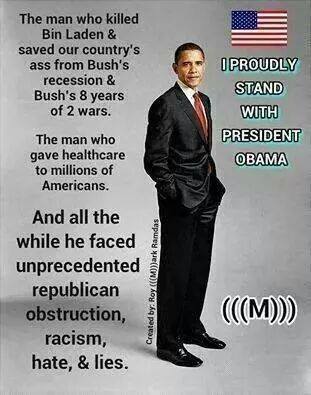 The man who killed
Bin Laden &
saved our country's
ass from Bush's
recession &
Bush's 8 years
of 2 wars.
The man who
gave healthcare
to millions of
Americans.
And all the
while he faced
unprecedented
republican
obstruction,
racism,
hate, & lies.
Created by: Roy (((M)))ark Ramdas
I PROUDLY
STAND
WITH
PRESIDENT
OBAMA
(((M)))